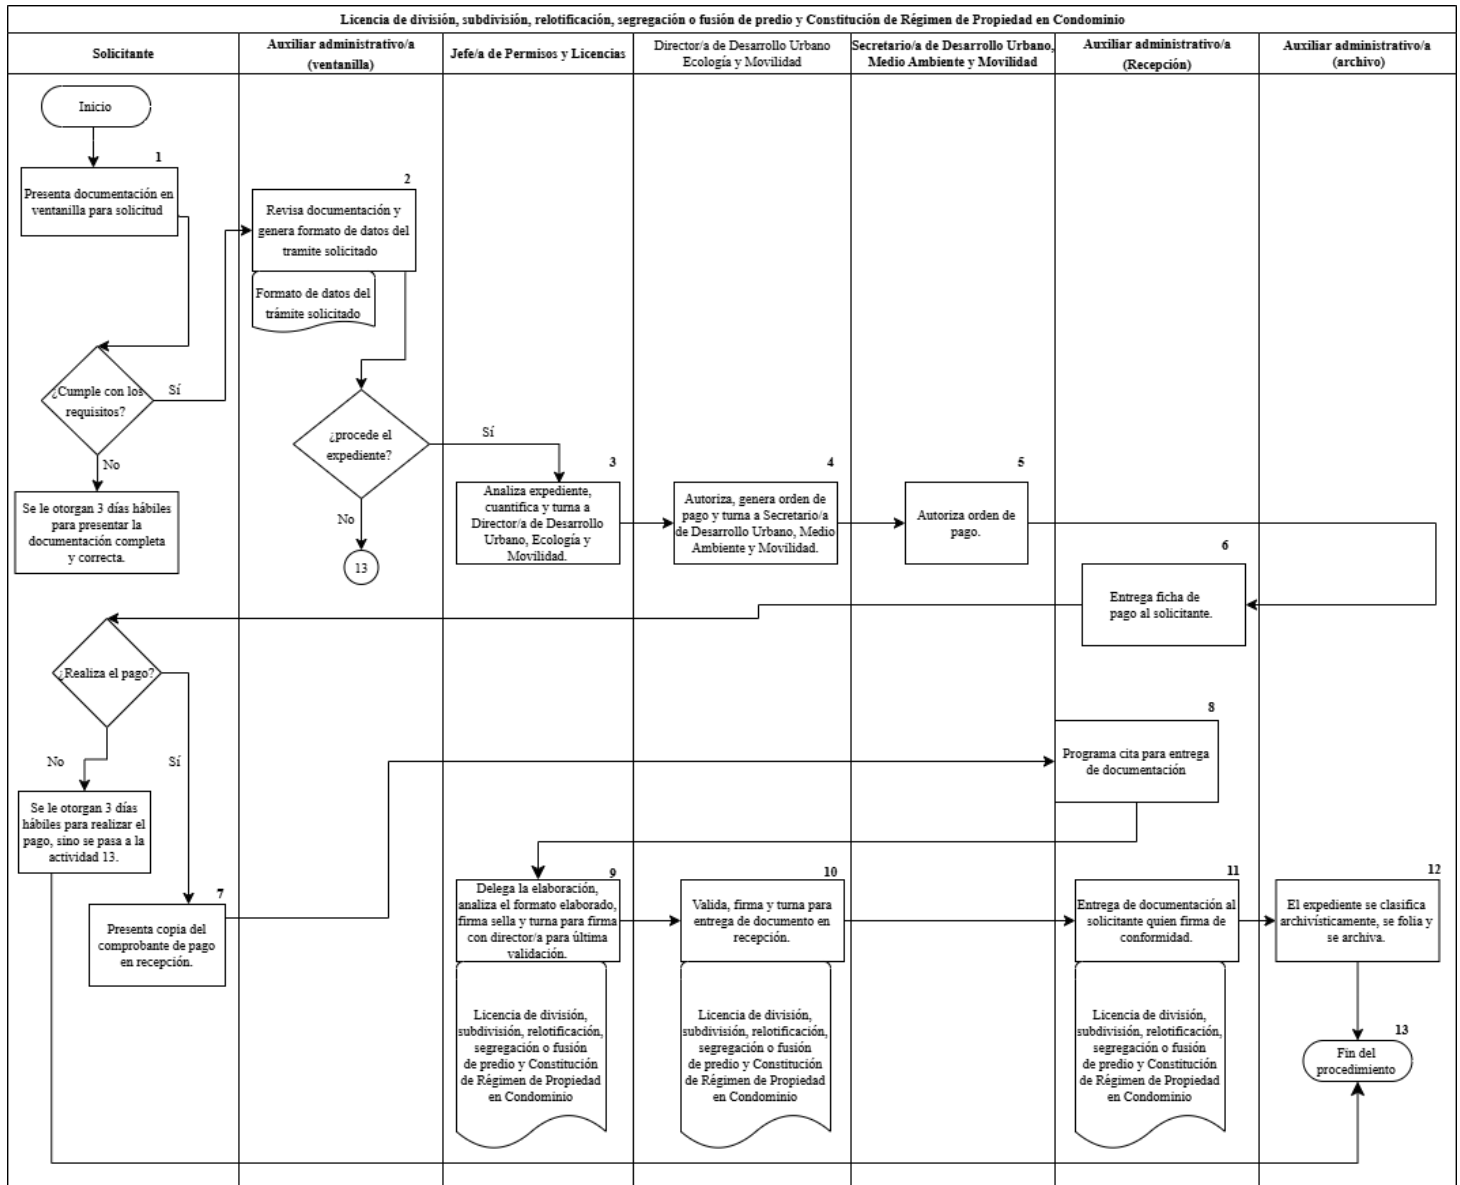 Licencia de división, subdivisión, relotificación, segregación o fusión de predio y Constitución de Régimen de Propiedad en Condominio
Solicitante
Auxiliar administrativo/a
(ventanilla)
Jefe/a de Permisos y Licencias
Director/a de Desarrollo Urbano
Ecología y Movilidad
Secretario/a de Desarrollo Urbano,
Medio Ambiente y Movilidad
Auxiliar administrativo/a
(Recepción)
Auxiliar administrativo/a
(archivo)
Inicio
1
Presenta documentación en
ventanilla para solicitud
2
Revisa documentación y
genera formato de datos del
tramite solicitado
Formato de datos del
trámite solicitado
¿Cumple con los
requisitos?
Sí
No
Se le otorgan 3 días hábiles
para presentar la
documentación completa
y correcta.
¿procede el
expediente?
Sí
No
13
3
Analiza expediente,
cuantifica y turna a
Director/a de Desarrollo
Urbano, Ecología y
Movilidad.
4
Autoriza, genera orden de
pago y turna a Secretario/a
de Desarrollo Urbano, Medio
Ambiente y Movilidad.
5
Autoriza orden de
pago.
6
Entrega ficha de
pago al solicitante.
¿Realiza el pago?
No
Sí
Se le otorgan 3 días
hábiles para realizar el
pago, sino se pasa a la
actividad 13.
7
Presenta copia del
comprobante de pago
en recepción.
8
Programa cita para entrega
de documentación
9
Delega la elaboración,
analiza el formato elaborado,
firma sella y turna para firma
con director/a para última
validación.
Licencia de división,
subdivisión, relotificación,
segregación o fusión
de predio y Constitución
de Régimen de Propiedad
en Condominio
10
Valida, firma y turna para
entrega de documento en
recepción.
Licencia de división,
subdivisión, relotificación,
segregación o fusión
de predio y Constitución
de Régimen de Propiedad
en Condominio
11
Entrega de documentación al
solicitante quien firma de
conformidad.
Licencia de división,
subdivisión, relotificación,
segregación o fusión
de predio y Constitución
de Régimen de Propiedad
en Condominio
12
El expediente se clasifica
archivísticamente, se folia y
se archiva.
13
Fin del
procedimiento